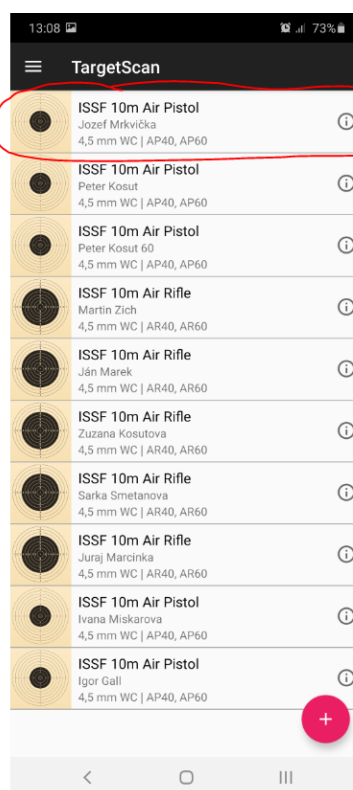 13:08 73%
TargetScan
ISSF 10m Air Pistol
Jozef Mrkvička
4,5 mm WC | AP40, AP60
ISSF 10m Air Pistol
Peter Kosut
4,5 mm WC | AP40, AP60
ISSF 10m Air Pistol
Peter Kosut 60
4,5 mm WC | AP40, AP60
ISSF 10m Air Rifle
Martin Zich
4,5 mm WC | AR40, AR60
ISSF 10m Air Rifle
Ján Marek
4,5 mm WC | AR40, AR60
ISSF 10m Air Rifle
Zuzana Kosutova
4,5 mm WC | AR40, AR60
ISSF 10m Air Rifle
Sarka Smetanova
4,5 mm WC | AR40, AR60
ISSF 10m Air Rifle
Juraj Marcinka
4,5 mm WC | AR40, AR60
ISSF 10m Air Pistol
Ivana Miskarova
4,5 mm WC | AP40, AP60
ISSF 10m Air Pistol
Igor Gall
4,5 mm WC | AP40, AP60